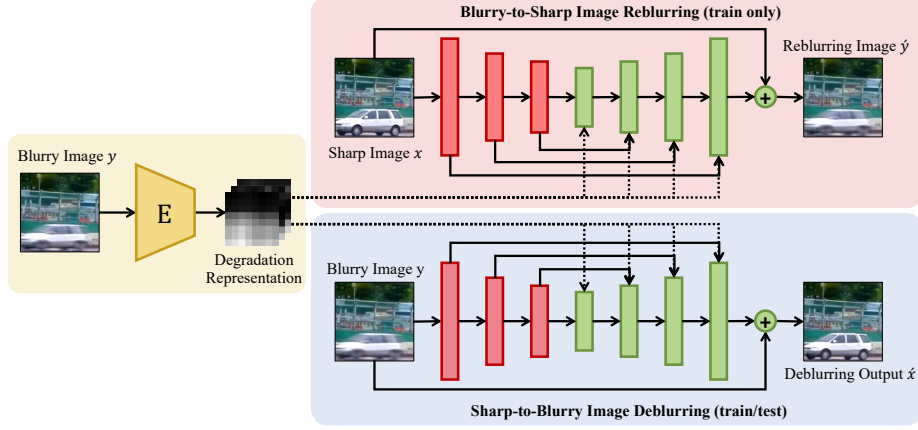 Blurry-to-Sharp Image Reblurring (train only)
Reblurring Image ý
Sharp Image x
+
Blurry Image y
E
Degradation
Representation
Blurry Image y
+
Deblurring Output x́
Sharp-to-Blurry Image Deblurring (train/test)